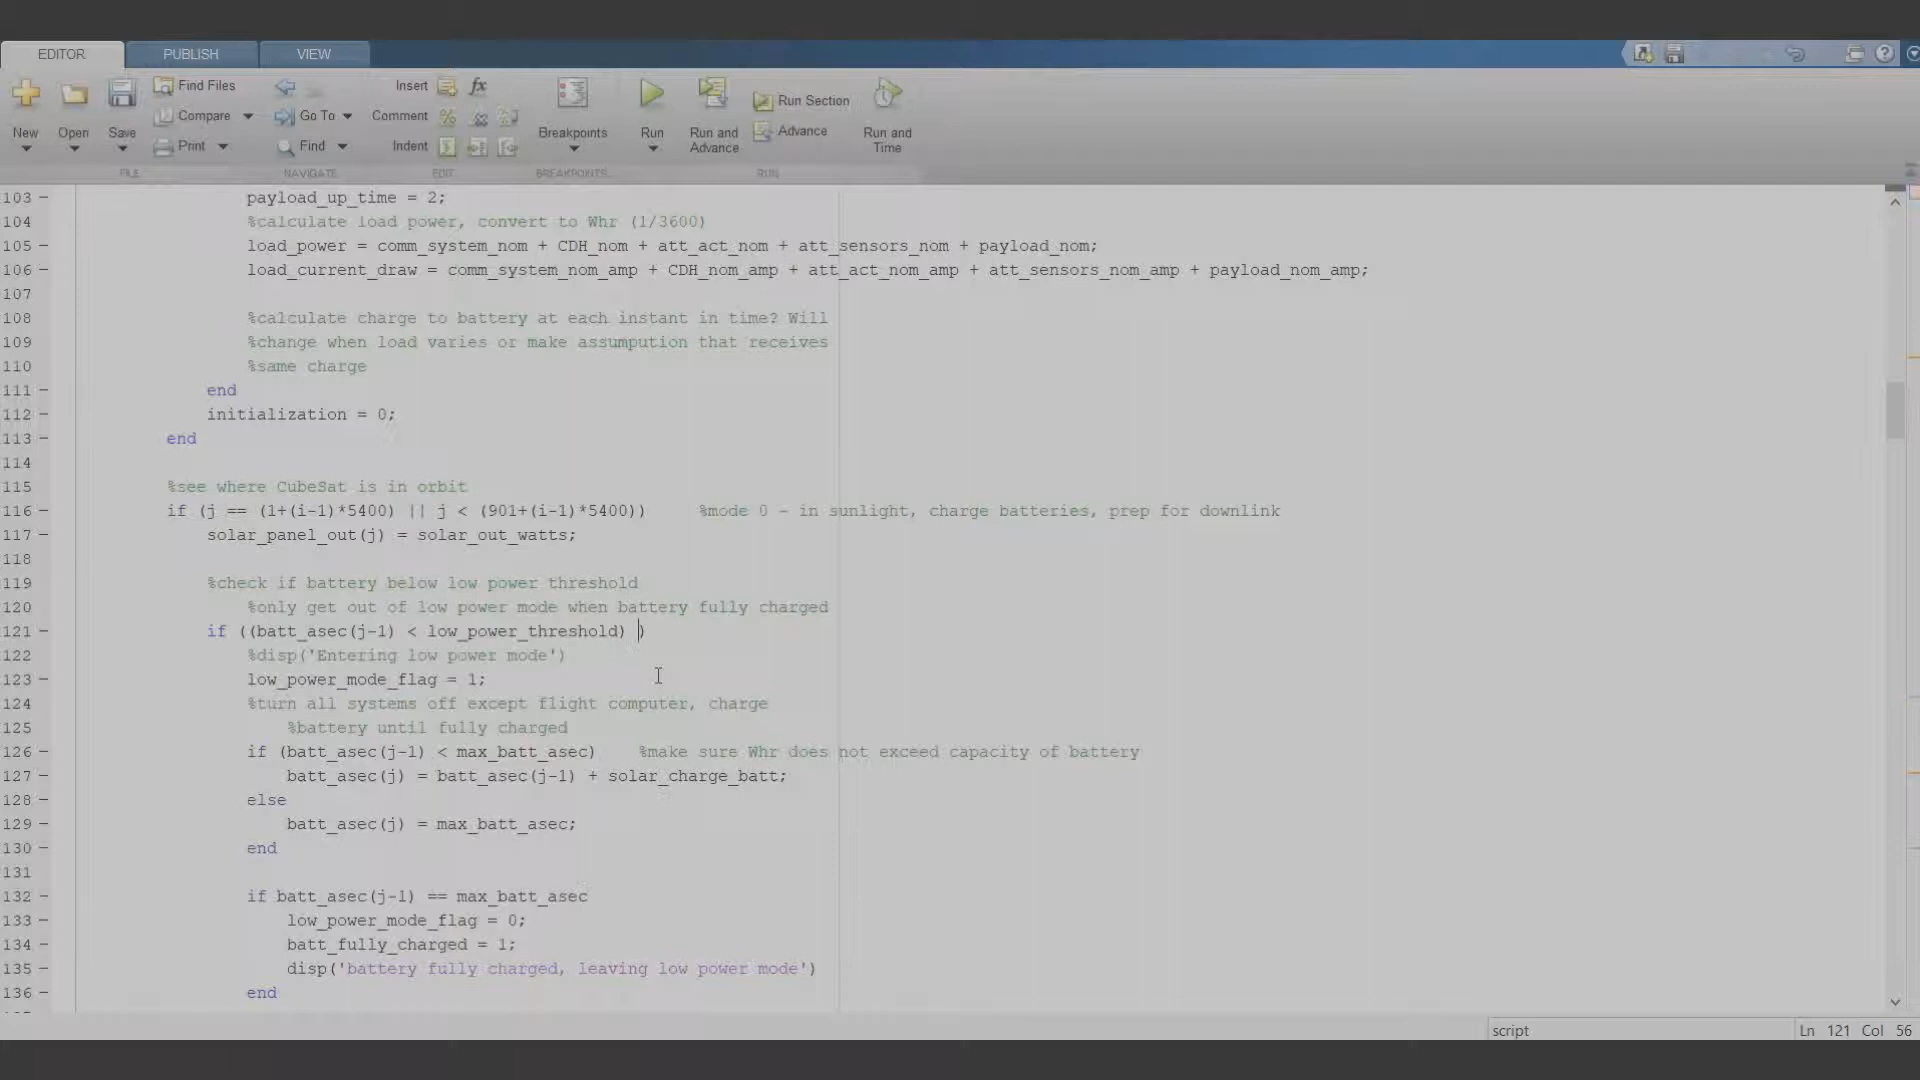 EDITOR PUBLISH VIEW
Find Files Insert fx
Compare Go To Comment Run Section
New Open Save Print Find Indent Breakpoints Run Run and Advance Advance Run and Time
FILE NAVIGATE EDIT BREAKPOINTS RUN
103 payload_up_time = 2;
104 %calculate load power, convert to Whr (1/3600)
105 load_power = comm_system_nom + CDH_nom + att_act_nom + att_sensors_nom + payload_nom;
106 load_current_draw = comm_system_nom_amp + CDH_nom_amp + att_act_nom_amp + att_sensors_nom_amp + payload_nom_amp;
107
108 %calculate charge to battery at each instant in time? Will
109 %change when load varies or make assumpution that receives
110 %same charge
111 end
112 initialization = 0;
113 end
114
115 %see where CubeSat is in orbit
116 if (j == (1+(i-1)*5400) || j < (901+(i-1)*5400)) %mode 0 - in sunlight, charge batteries, prep for downlink
117 solar_panel_out(j) = solar_out_watts;
118
119 %check if battery below low power threshold
120 %only get out of low power mode when battery fully charged
121 if ((batt_asec(j-1) < low_power_threshold) )
122 %disp('Entering low power mode')
123 low_power_mode_flag = 1;
124 %turn all systems off except flight computer, charge
125 %battery until fully charged
126 if (batt_asec(j-1) < max_batt_asec) %make sure Whr does not exceed capacity of battery
127 batt_asec(j) = batt_asec(j-1) + solar_charge_batt;
128 else
129 batt_asec(j) = max_batt_asec;
130 end
131
132 if batt_asec(j-1) == max_batt_asec
133 low_power_mode_flag = 0;
134 batt_fully_charged = 1;
135 disp('battery fully charged, leaving low power mode')
136 end
script Ln 121 Col 56